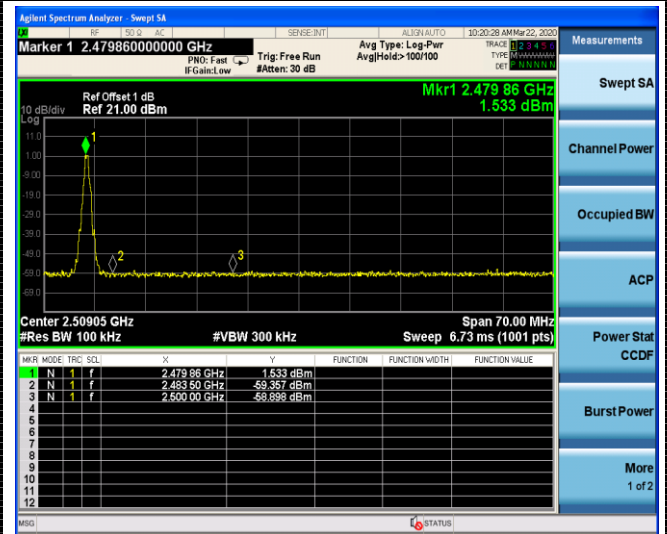 Agilent Spectrum Analyzer - Swept SA
LXI RF 50 Ω AC SENSE:INT ALIGN AUTO 10:20:28 AM Mar 22, 2020
Marker 1 2.479860000000 GHz
PNO: Fast
IFGain:Low
Trig: Free Run
#Atten: 30 dB
Avg Type: Log-Pwr
Avg|Hold:>100/100
TRACE 1 2 3 4 5 6
TYPE M
DET P N N N N N
Measurements
Swept SA
Channel Power
Occupied BW
ACP
Power Stat
CCDF
Burst Power
More
1 of 2
Mkr1 2.479 86 GHz
1.533 dBm
Ref Offset 1 dB
10 dB/div Ref 21.00 dBm
Log
11.0
1.00
-9.00
-19.0
-29.0
-39.0
-49.0
-59.0
-69.0
1
2
3
Center 2.50905 GHz Span 70.00 MHz
#Res BW 100 kHz #VBW 300 kHz Sweep 6.73 ms (1001 pts)
MKR MODE TRC SCL X Y FUNCTION FUNCTION WIDTH FUNCTION VALUE
1 N 1 f 2.479 86 GHz 1.533 dBm
2 N 1 f 2.483 50 GHz -59.357 dBm
3 N 1 f 2.500 00 GHz -58.898 dBm
4
5
6
7
8
9
10
11
12
MSG STATUS